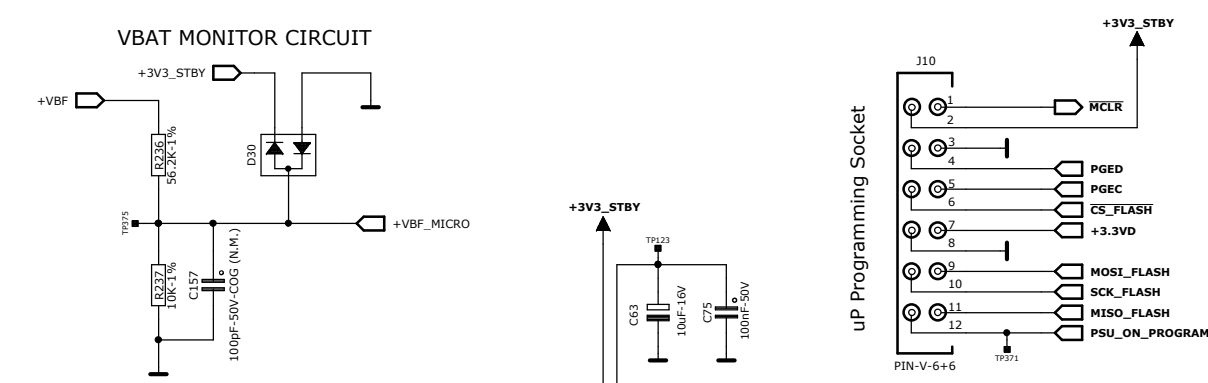 VBAT MONITOR CIRCUIT
+3V3_STBY
+VBF
R236
56.2K-1%
D30
TP375
+VBF_MICRO
R237
10K-1%
C157
100pF-50V-COG (N.M.)
+3V3_STBY
TP123
C63
10uF-16V
C75
100nF-50V
+3V3_STBY
J10
uP Programming Socket
1
MCLR
2
3
4
PGED
5
PGEC
6
CS_FLASH
7
+3.3VD
8
9
MOSI_FLASH
10
SCK_FLASH
11
MISO_FLASH
12
PSU_ON_PROGRAM
TP371
PIN-V-6+6